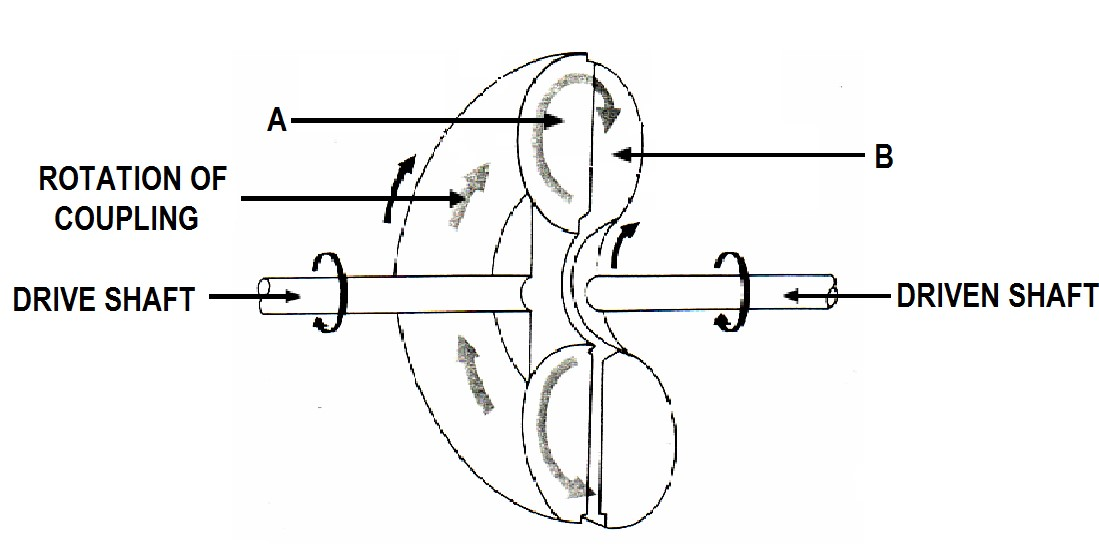 A
B
ROTATION OF
COUPLING
DRIVE SHAFT
DRIVEN SHAFT